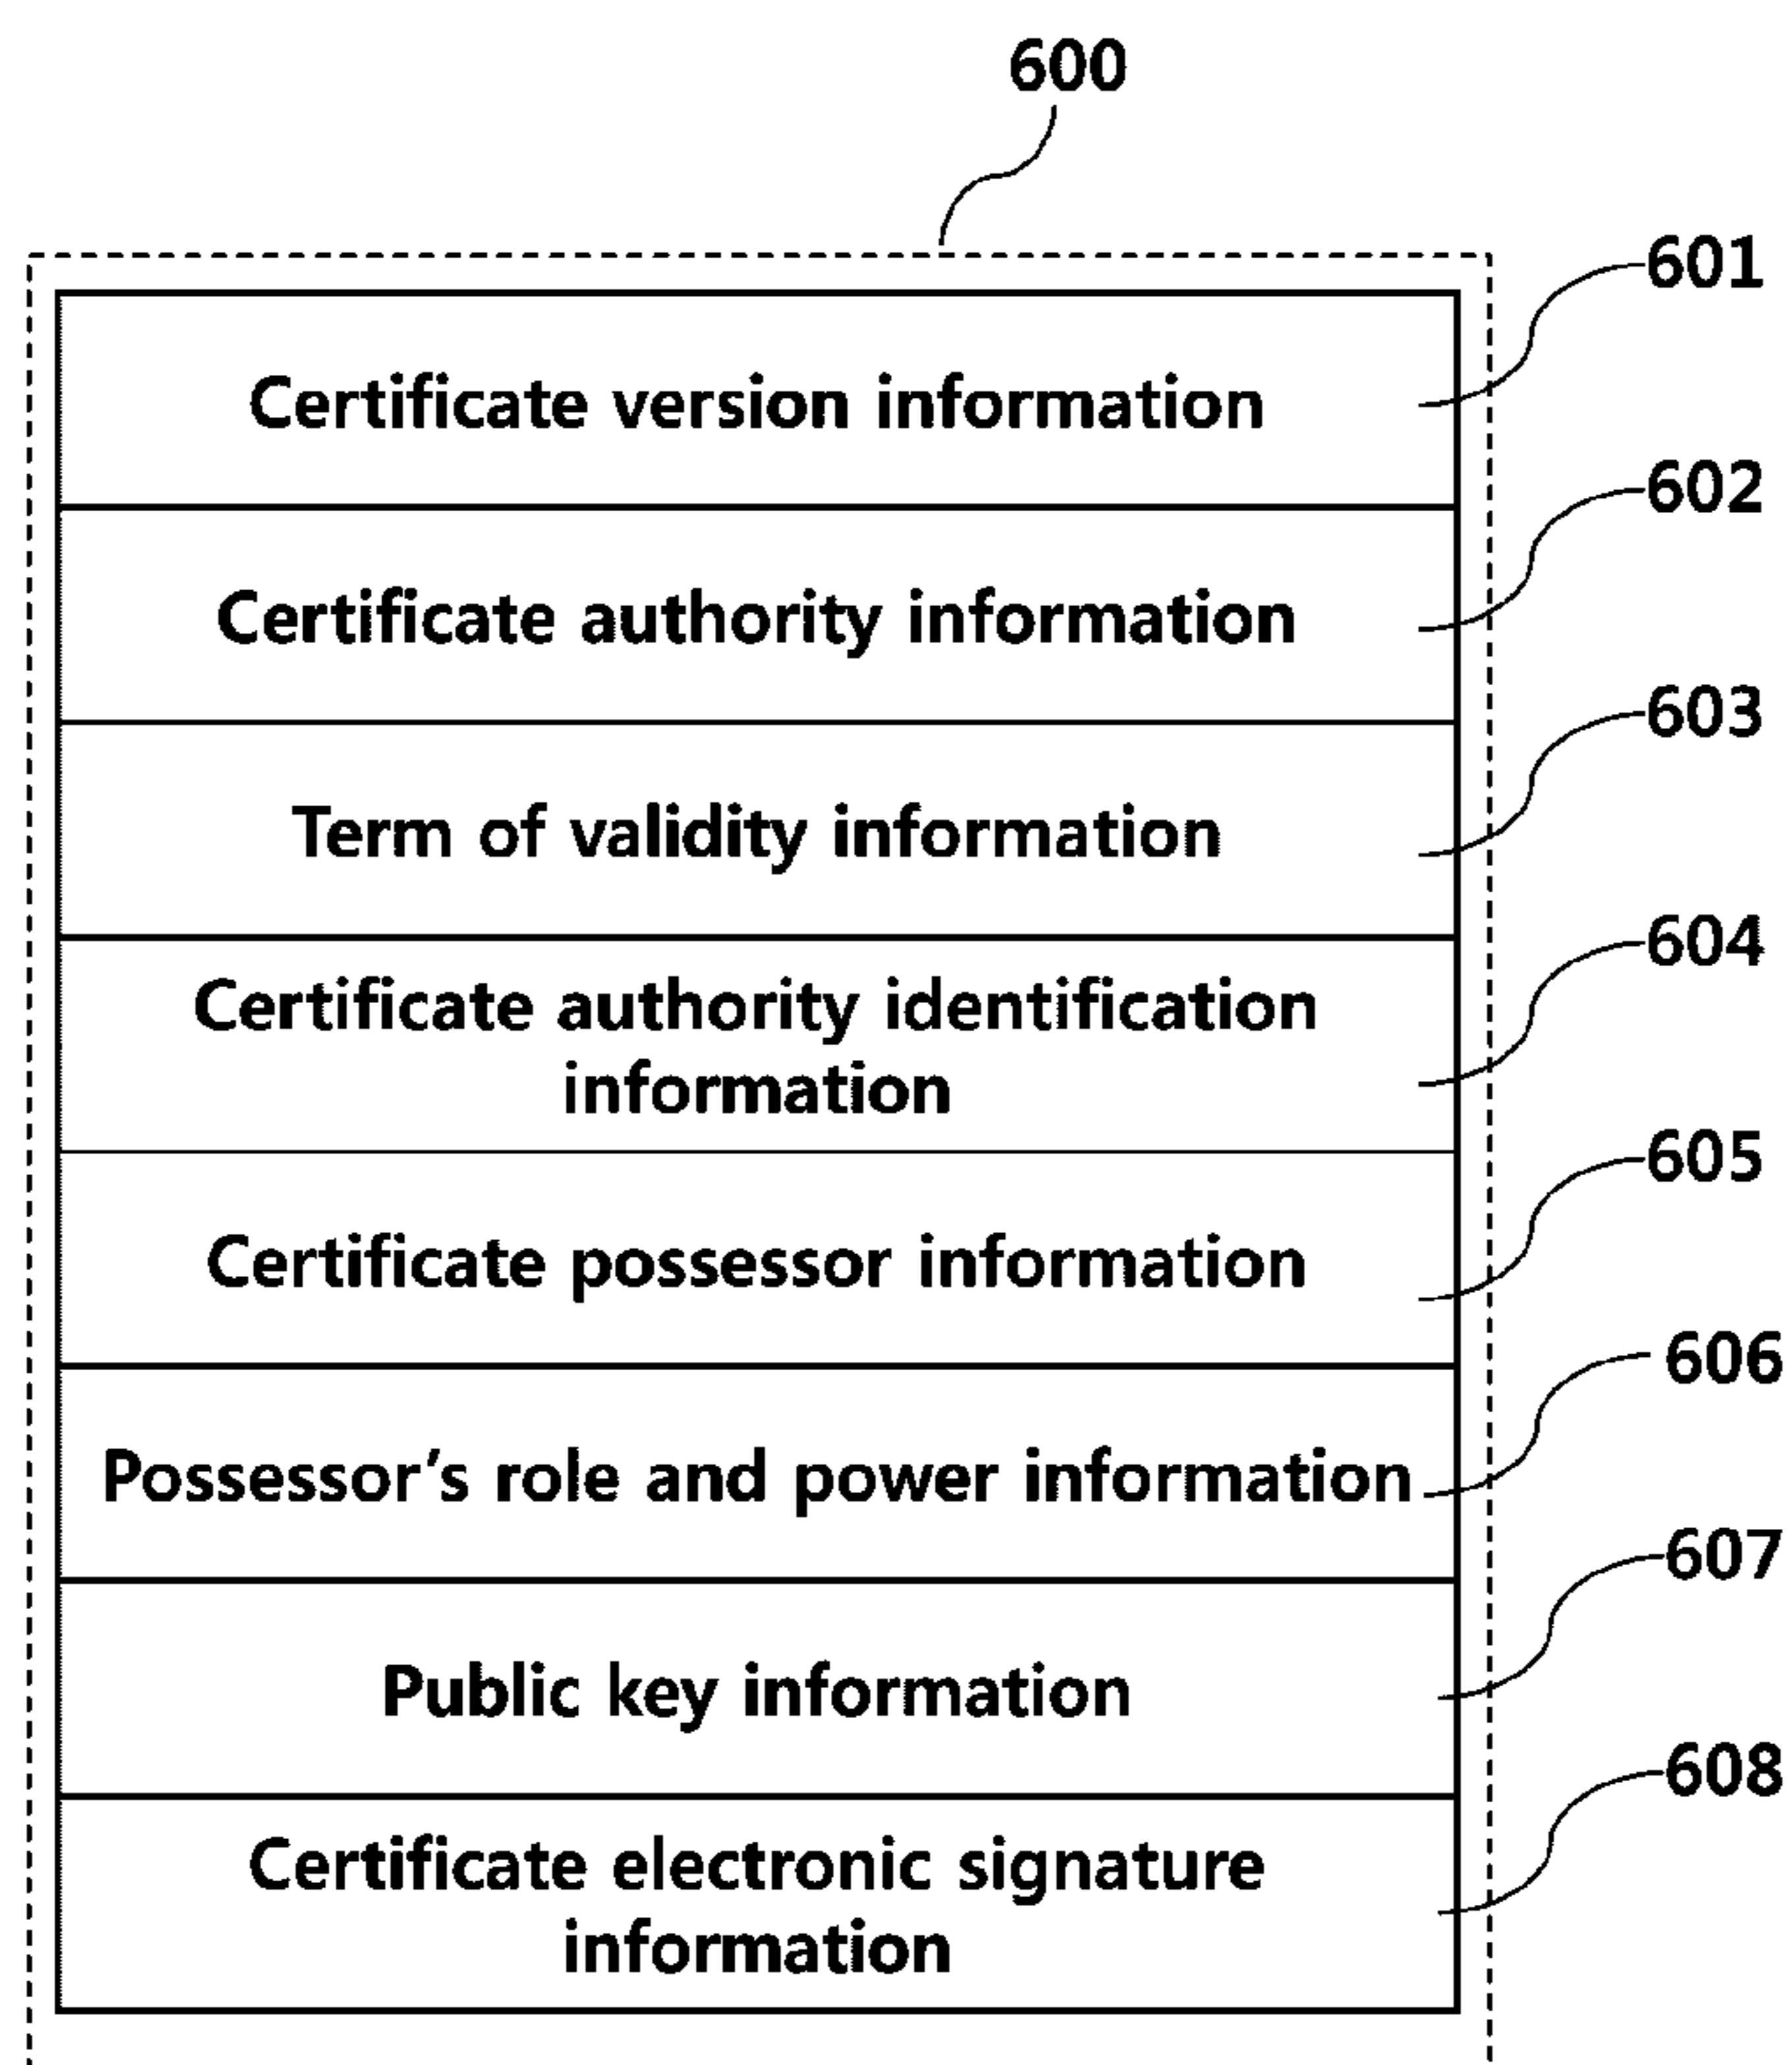 600
601
Certificate version information
602
Certificate authority information
603
Term of validity information
604
Certificate authority identification
information
605
Certificate possessor information
606
Possessor’s role and power information
607
Public key information
608
Certificate electronic signature
information